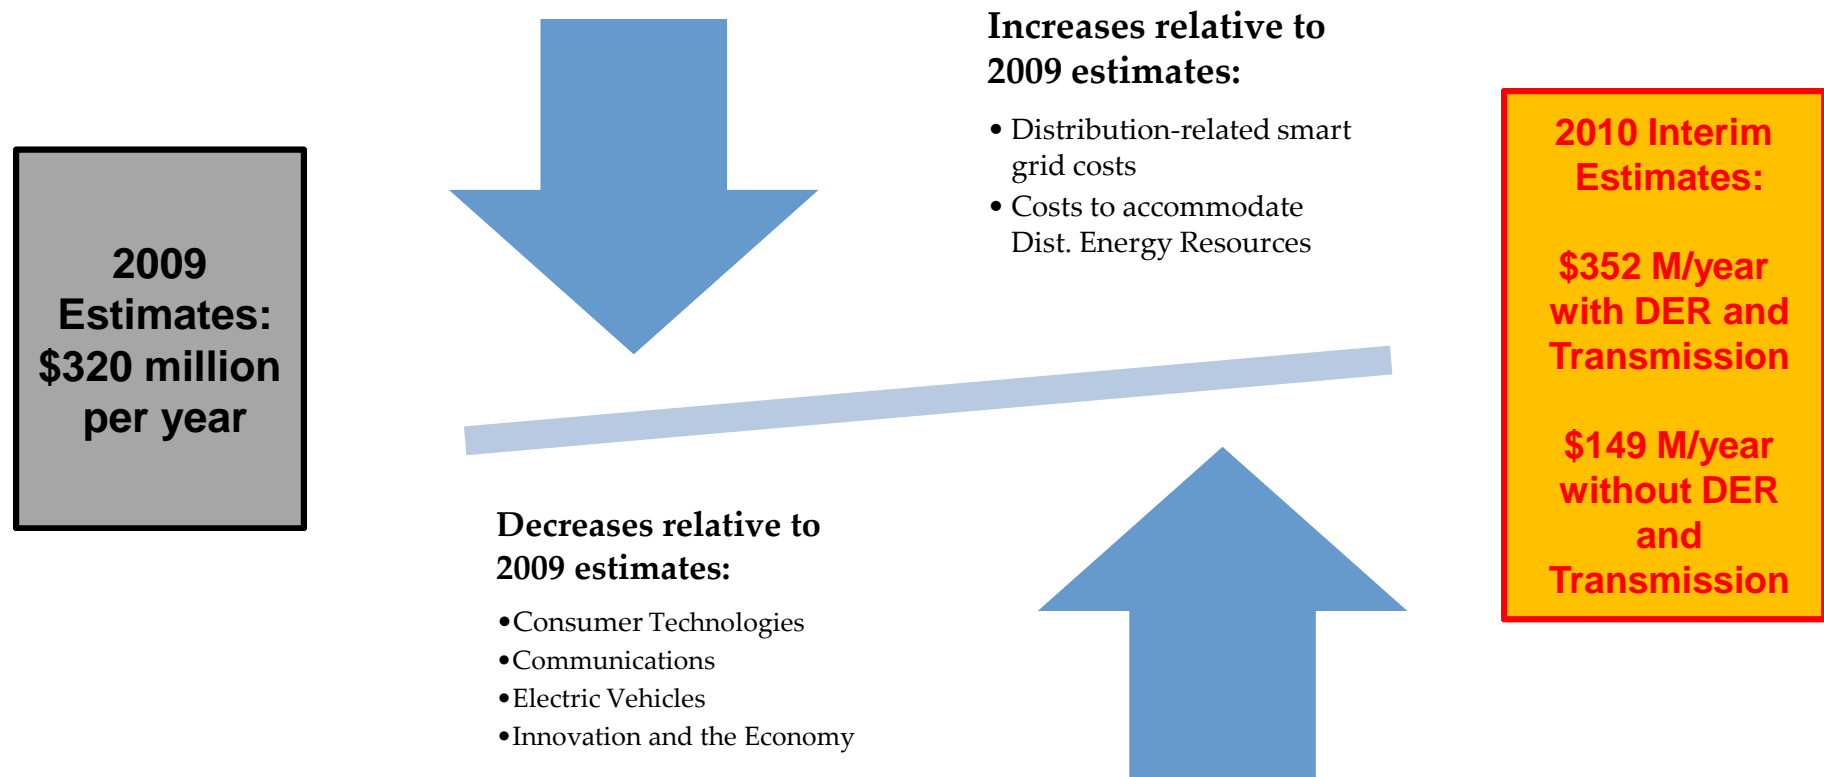 2009
Estimates:
$320 million
per year
Increases relative to
2009 estimates:
• Distribution-related smart
grid costs
• Costs to accommodate
Dist. Energy Resources
Decreases relative to
2009 estimates:
•Consumer Technologies
•Communications
•Electric Vehicles
•Innovation and the Economy
2010 Interim
Estimates:
$352 M/year
with DER and
Transmission
$149 M/year
without DER
and
Transmission